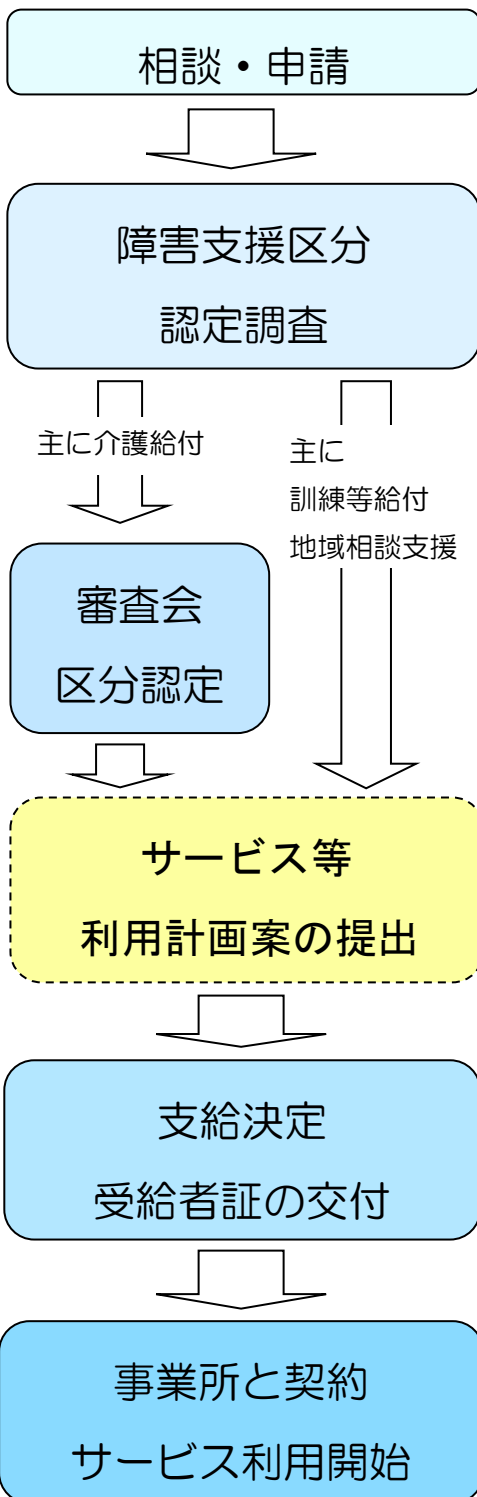 相談・申請
障害支援区分
認定調査
主に介護給付
主に
訓練等給付
地域相談支援
審査会
区分認定
サービス等
利用計画案の提出
支給決定
受給者証の交付
事業所と契約
サービス利用開始